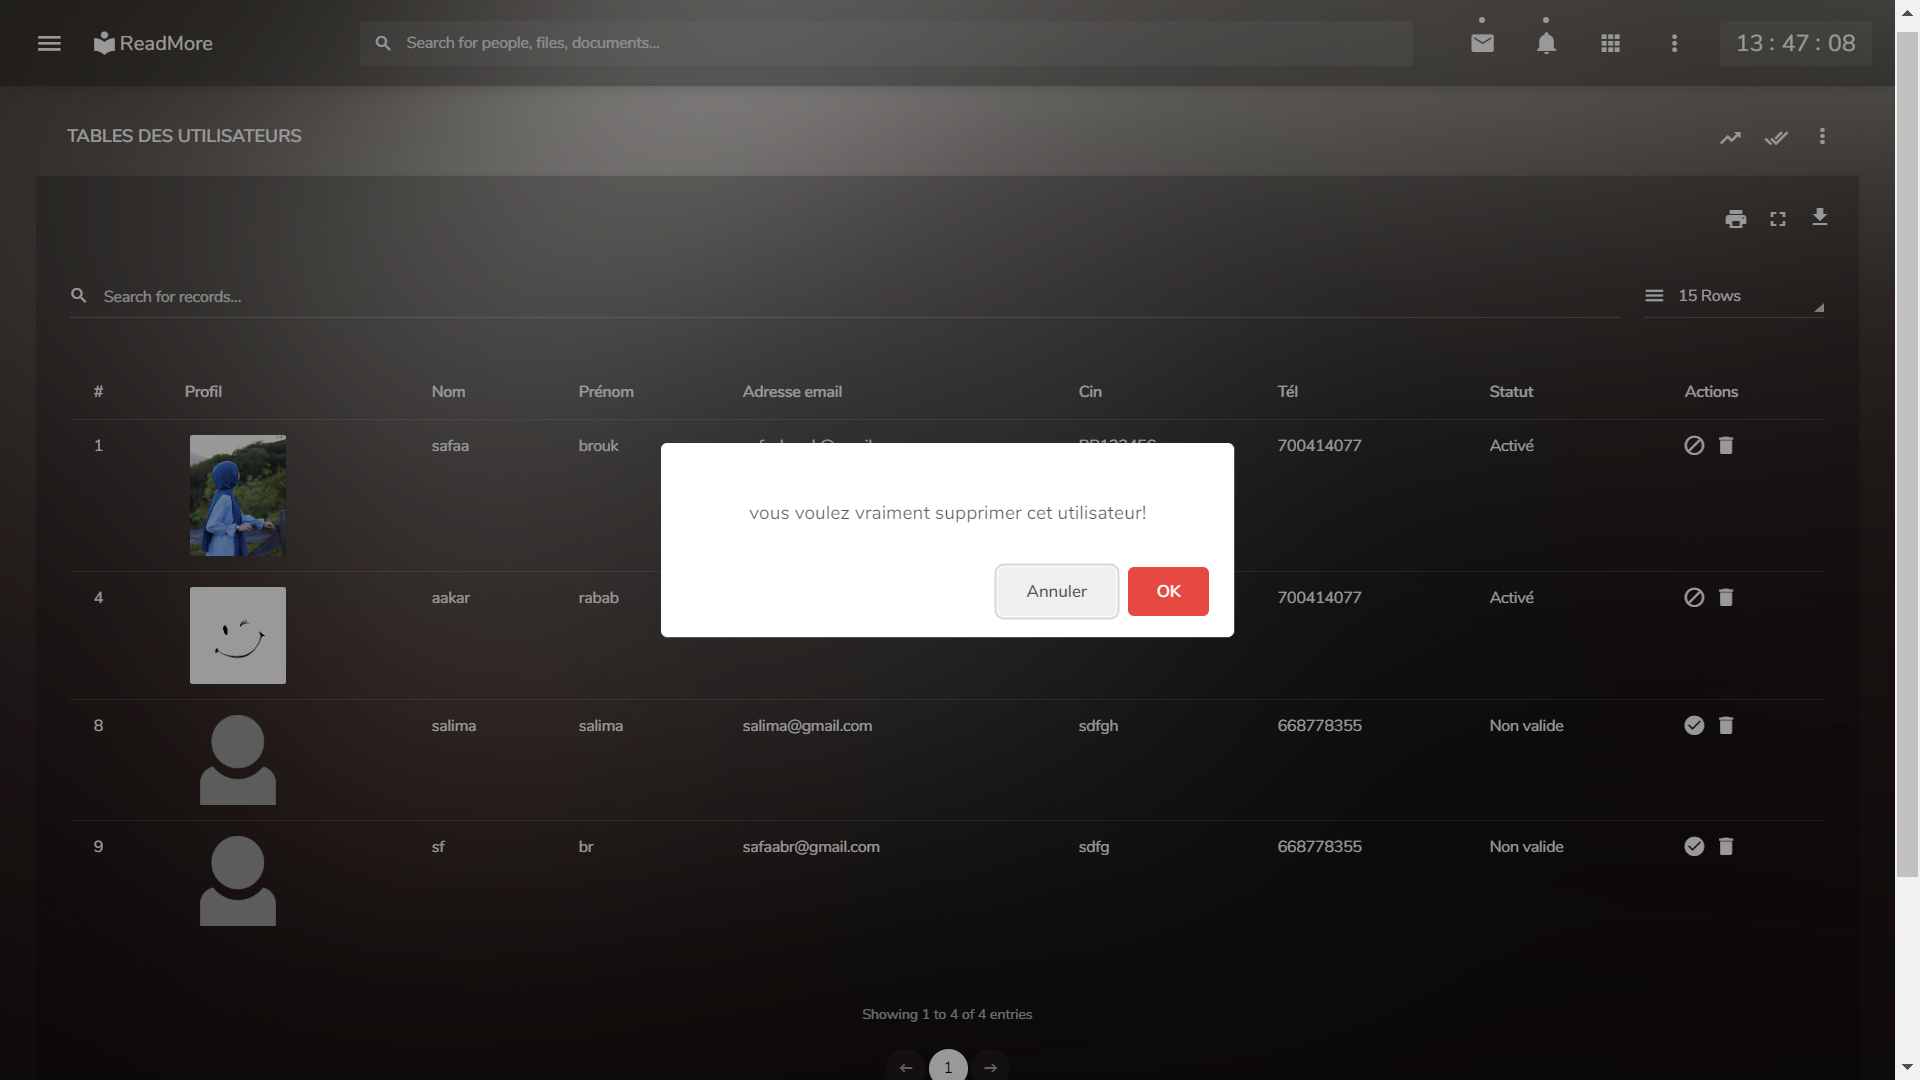 ReadMore
Search for people, files, documents...
13 : 47 : 08
TABLES DES UTILISATEURS
Search for records...
15 Rows
# Profil Nom Prénom Adresse email Cin Tél Statut Actions
1 safaa brouk 700414077 Activé
vous voulez vraiment supprimer cet utilisateur!
Annuler OK
4 aakar rabab 700414077 Activé
8 salima salima salima@gmail.com sdfgh 668778355 Non valide
9 sf br safaabr@gmail.com sdfg 668778355 Non valide
Showing 1 to 4 of 4 entries
1